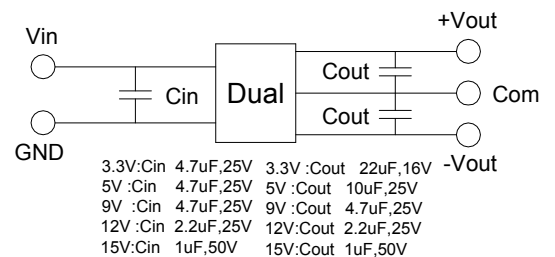 +Vout
Vin
Cout
Cin
Dual
Com
Cout
GND
-Vout
3.3V:Cin 4.7uF,25V 3.3V :Cout 22uF,16V
5V :Cin 4.7uF,25V 5V :Cout 10uF,25V
9V :Cin 4.7uF,25V 9V :Cout 4.7uF,25V
12V :Cin 2.2uF,25V 12V:Cout 2.2uF,25V
15V:Cin 1uF,50V 15V:Cout 1uF,50V